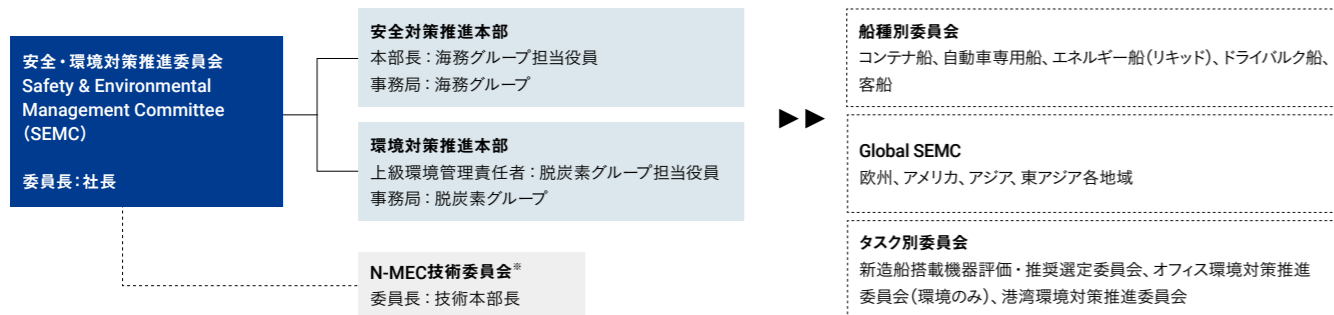 安全・環境対策推進委員会
Safety & Environmental
Management Committee
(SEMC)
委員長:社長
安全対策推進本部
本部長:海務グループ担当役員
事務局:海務グループ
環境対策推進本部
上級環境管理責任者:脱炭素グループ担当役員
事務局:脱炭素グループ
N-MEC技術委員会※
委員長:技術本部長
船種別委員会
コンテナ船、自動車専用船、エネルギー船(リキッド)、ドライバルク船、
客船
Global SEMC
欧州、アメリカ、アジア、東アジア各地域
タスク別委員会
新造船搭載機器評価・推奨選定委員会、オフィス環境対策推進
委員会(環境のみ)、港湾環境対策推進委員会